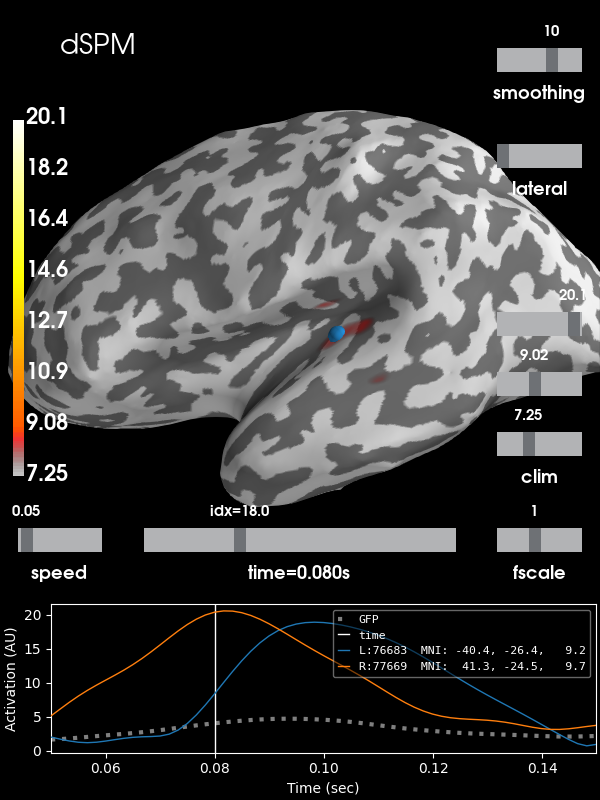 dSPM
10
smoothing
lateral
20.1
18.2
16.4
14.6
12.7
10.9
9.08
7.25
20.1
9.02
7.25
clim
0.05
speed
idx=18.0
time=0.080s
1
fscale
Activation (AU)
20
15
10
5
0
GFP
time
L:76683 MNI: -40.4, -26.4, 9.2
R:77669 MNI: 41.3, -24.5, 9.7
0.06 0.08 0.10 0.12 0.14
Time (sec)